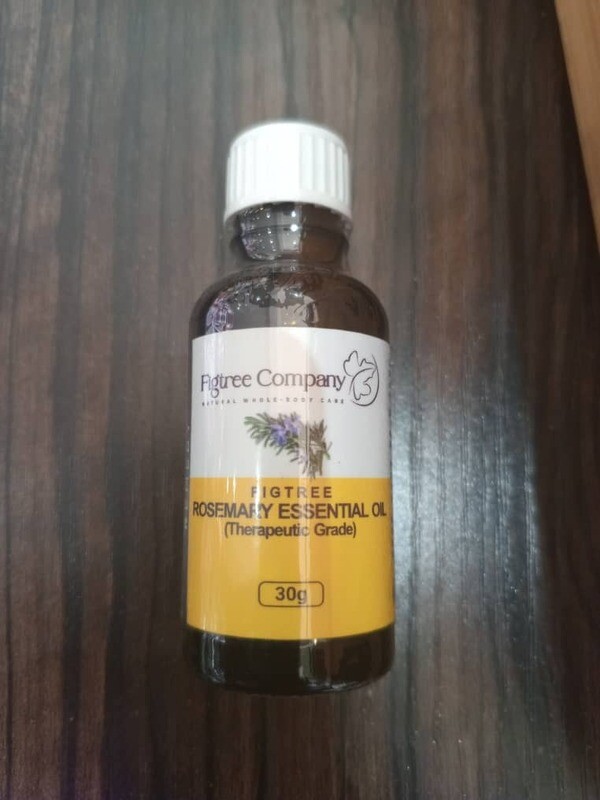 Figtree Company
NATURAL WHOLE-BODY CARE
FIGTREE
ROSEMARY ESSENTIAL OIL
(Therapeutic Grade)
30g